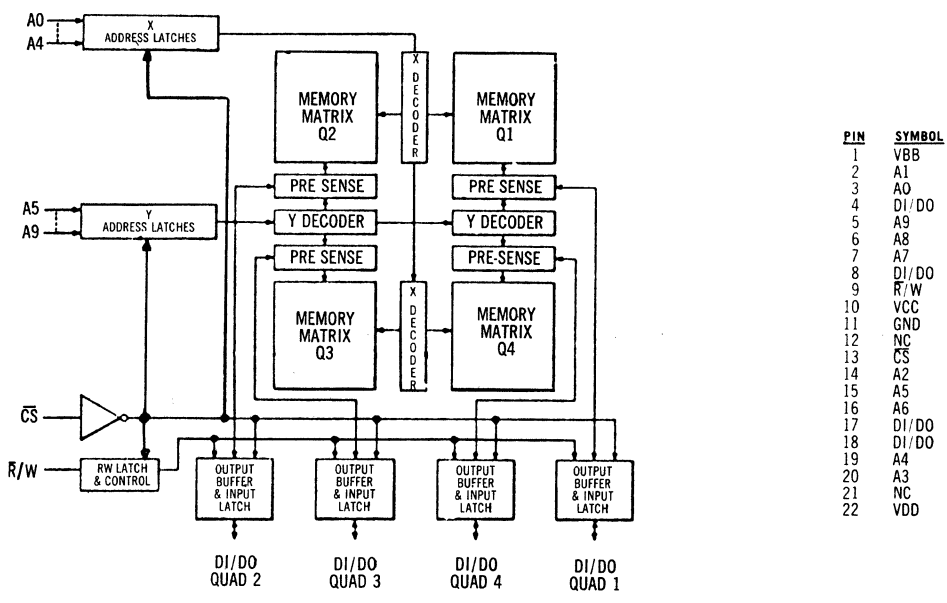 A0
A4
X
ADDRESS LATCHES
MEMORY
MATRIX
Q2
X
D
E
C
O
D
E
R
MEMORY
MATRIX
Q1
PRE SENSE
PRE SENSE
A5
A9
Y
ADDRESS LATCHES
Y DECODER
Y DECODER
PRE SENSE
PRE-SENSE
MEMORY
MATRIX
Q3
X
D
E
C
O
D
E
R
MEMORY
MATRIX
Q4
C̅S̅
R̅/W
RW LATCH
& CONTROL
OUTPUT
BUFFER
& INPUT
LATCH
OUTPUT
BUFFER
& INPUT
LATCH
OUTPUT
BUFFER
& INPUT
LATCH
OUTPUT
BUFFER
& INPUT
LATCH
DI/DO
QUAD 2
DI/DO
QUAD 3
DI/DO
QUAD 4
DI/DO
QUAD 1
PIN SYMBOL
1 VBB
2 A1
3 A0
4 DI/DO
5 A9
6 A8
7 A7
8 DI/DO
9 R̅/W
10 VCC
11 GND
12 NC
13 C̅S̅
14 A2
15 A5
16 A6
17 DI/DO
18 DI/DO
19 A4
20 A3
21 NC
22 VDD